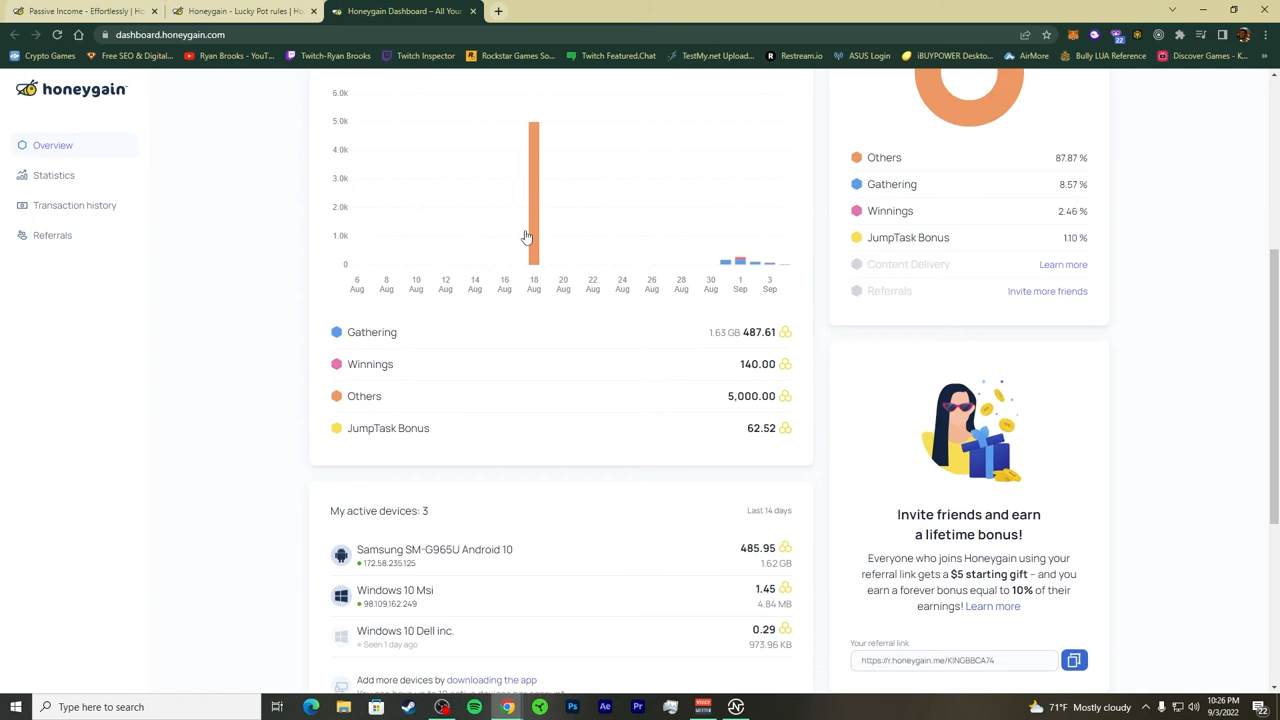 Passive Income - Effortlessly | Ho
Honeygain - Lucky Pot rules | Ho
Honeygain Dashboard – All Your
dashboard.honeygain.com
22
Crypto Games
Free SEO & Digital...
Ryan Brooks - YouT...
Twitch-Ryan Brooks
Twitch Inspector
Rockstar Games So...
Twitch Featured.Chat
TestMy.net Upload...
Restream.io
ASUS Login
iBUYPOWER Desktop...
AirMore
Bully LUA Reference
Discover Games - K...
honeygain
Overview
Statistics
Transaction history
Referrals
6.0k
5.0k
4.0k
3.0k
2.0k
1.0k
0
6 Aug 8 Aug 10 Aug 12 Aug 14 Aug 16 Aug 18 Aug 20 Aug 22 Aug 24 Aug 26 Aug 28 Aug 30 Aug 1 Sep 3 Sep
Gathering 1.63 GB 487.61
Winnings 140.00
Others 5,000.00
JumpTask Bonus 62.52
My active devices: 3 Last 14 days
Samsung SM-G965U Android 10 485.95
172.58.235.125 1.62 GB
Windows 10 Msi 1.45
98.109.162.249 4.84 MB
Windows 10 Dell inc. 0.29
Seen 1 day ago 973.96 KB
Add more devices by downloading the app
Others 87.87 %
Gathering 8.57 %
Winnings 2.46 %
JumpTask Bonus 1.10 %
Content Delivery Learn more
Referrals Invite more friends
Invite friends and earn
a lifetime bonus!
Everyone who joins Honeygain using your
referral link gets a $5 starting gift – and you
earn a forever bonus equal to 10% of their
earnings! Learn more
Your referral link
https://r.honeygain.me/KINGBBCA74
Type here to search
71°F Mostly cloudy
10:26 PM
9/3/2022
22